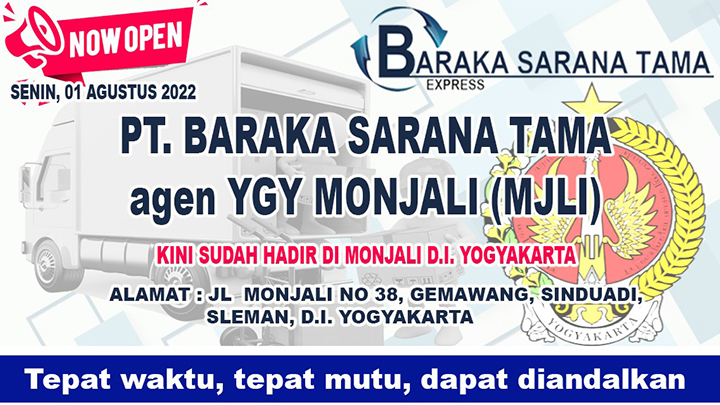 NOW OPEN
SENIN, 01 AGUSTUS 2022
BARAKA SARANA TAMA
EXPRESS
PT. BARAKA SARANA TAMA
agen YGY MONJALI (MJLI)
KINI SUDAH HADIR DI MONJALI D.I. YOGYAKARTA
ALAMAT : JL MONJALI NO 38, GEMAWANG, SINDUADI,
SLEMAN, D.I. YOGYAKARTA
YOGYAKARTA
Tepat waktu, tepat mutu, dapat diandalkan